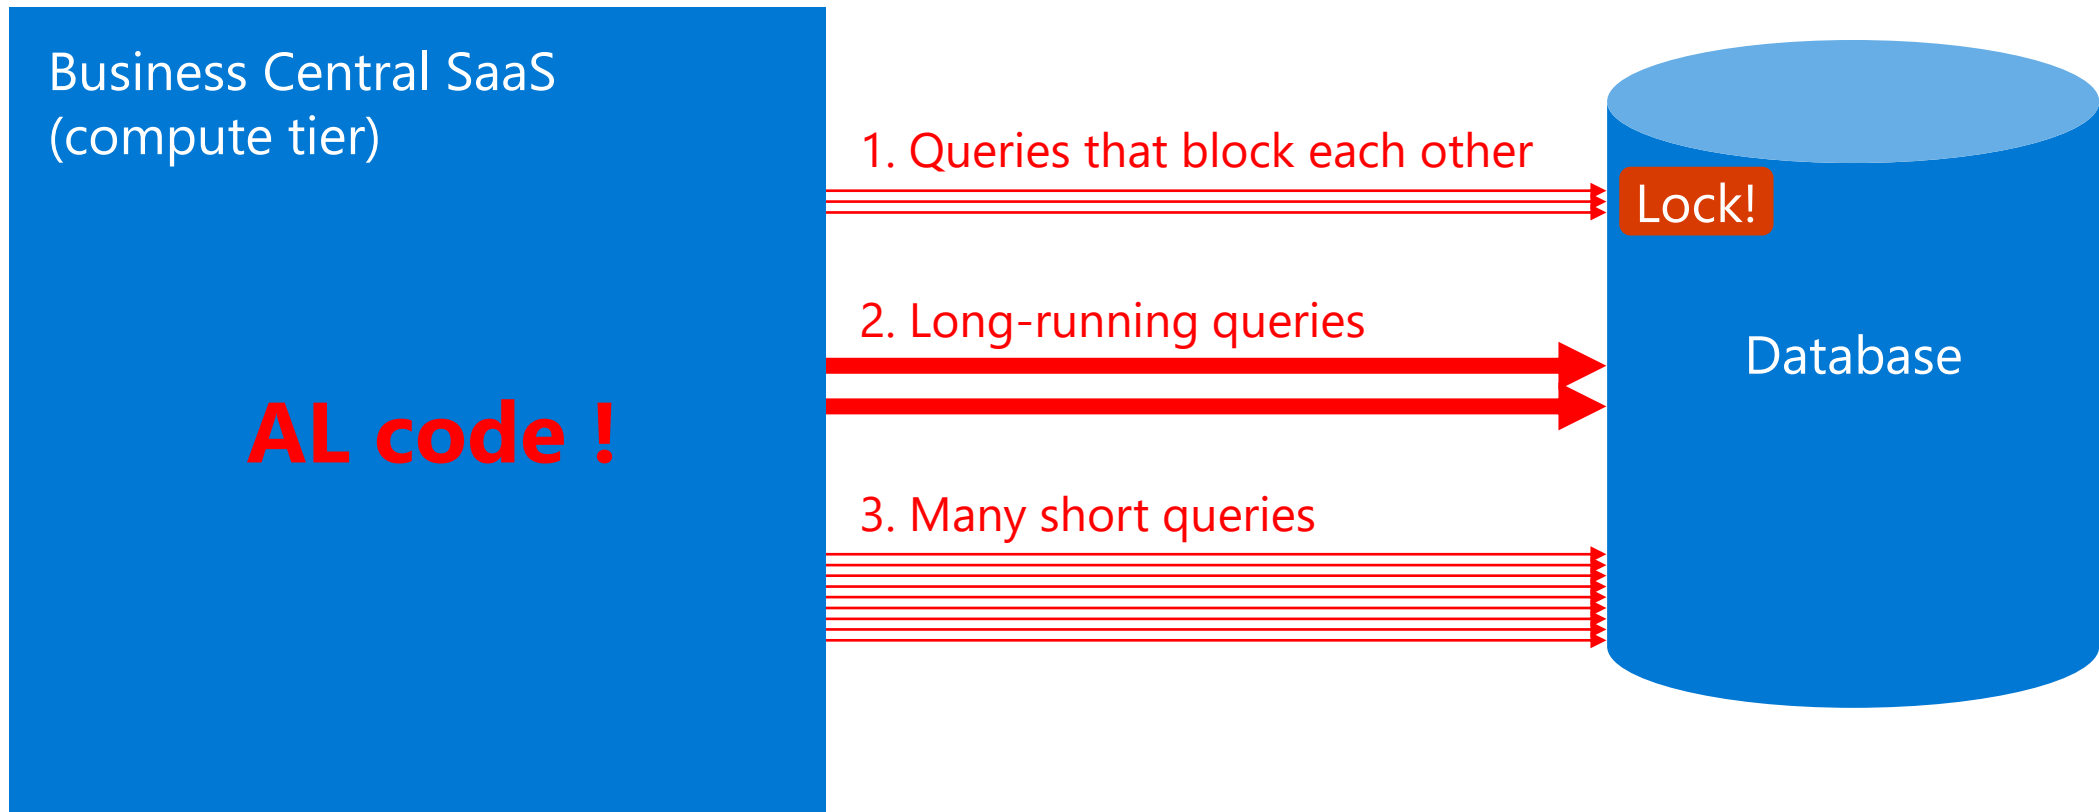 Business Central SaaS
(compute tier)
AL code !
1. Queries that block each other
2. Long-running queries
3. Many short queries
Lock!
Database